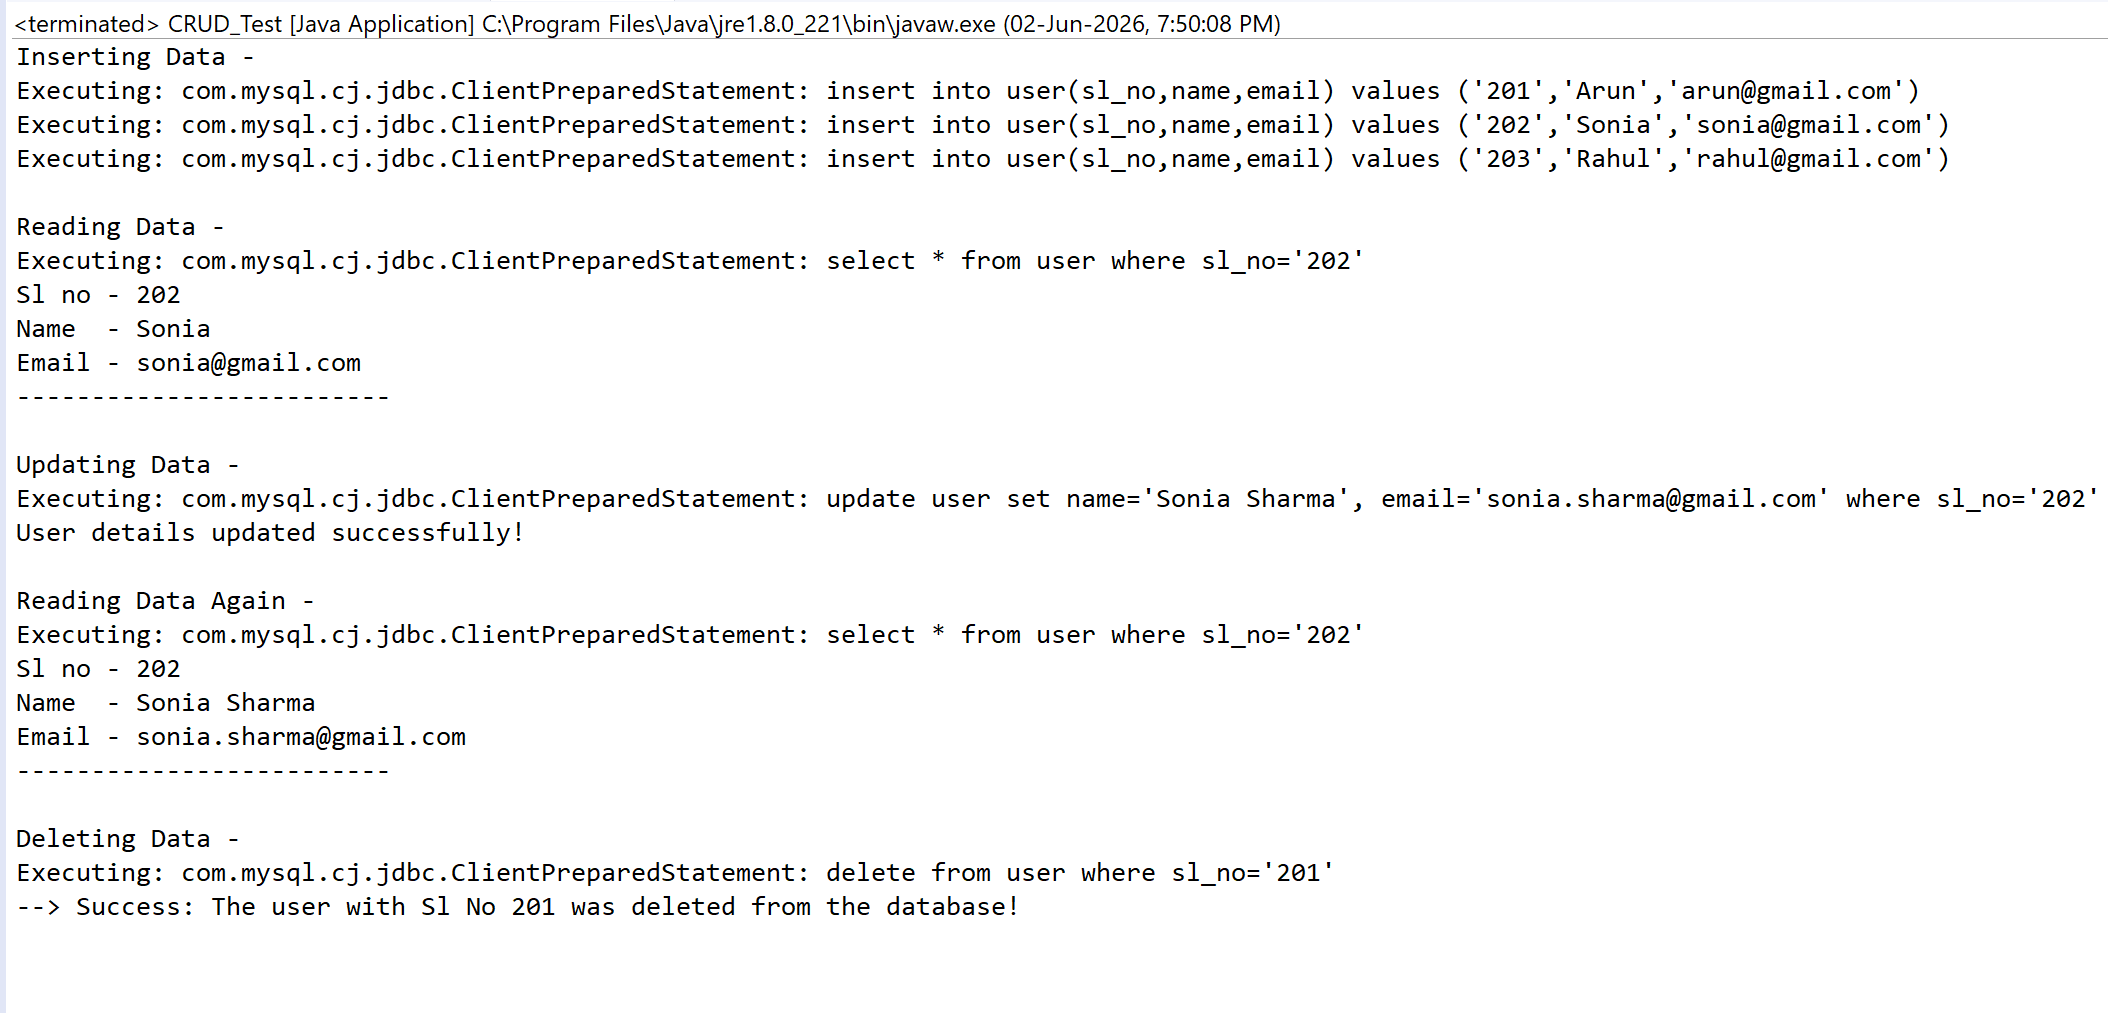 <terminated> CRUD_Test [Java Application] C:\Program Files\Java\jre1.8.0_221\bin\javaw.exe (02-Jun-2026, 7:50:08 PM)
Inserting Data -
Executing: com.mysql.cj.jdbc.ClientPreparedStatement: insert into user(sl_no,name,email) values ('201','Arun','arun@gmail.com')
Executing: com.mysql.cj.jdbc.ClientPreparedStatement: insert into user(sl_no,name,email) values ('202','Sonia','sonia@gmail.com')
Executing: com.mysql.cj.jdbc.ClientPreparedStatement: insert into user(sl_no,name,email) values ('203','Rahul','rahul@gmail.com')

Reading Data -
Executing: com.mysql.cj.jdbc.ClientPreparedStatement: select * from user where sl_no='202'
Sl no - 202
Name  - Sonia
Email - sonia@gmail.com
-------------------------

Updating Data -
Executing: com.mysql.cj.jdbc.ClientPreparedStatement: update user set name='Sonia Sharma', email='sonia.sharma@gmail.com' where sl_no='202'
User details updated successfully!

Reading Data Again -
Executing: com.mysql.cj.jdbc.ClientPreparedStatement: select * from user where sl_no='202'
Sl no - 202
Name  - Sonia Sharma
Email - sonia.sharma@gmail.com
-------------------------

Deleting Data -
Executing: com.mysql.cj.jdbc.ClientPreparedStatement: delete from user where sl_no='201'
--> Success: The user with Sl No 201 was deleted from the database!